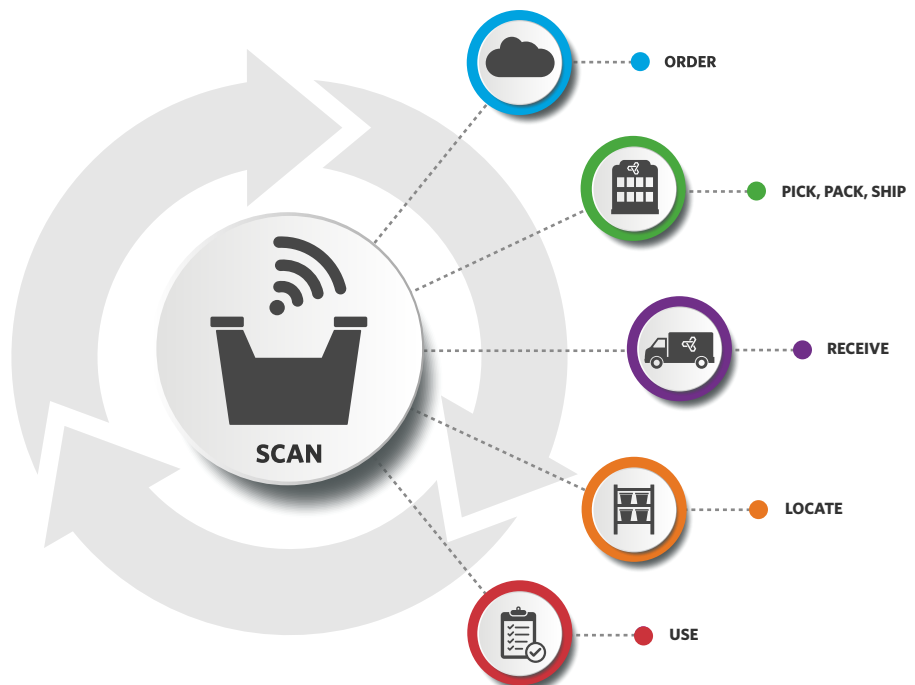 ORDER
PICK, PACK, SHIP
RECEIVE
SCAN
LOCATE
USE